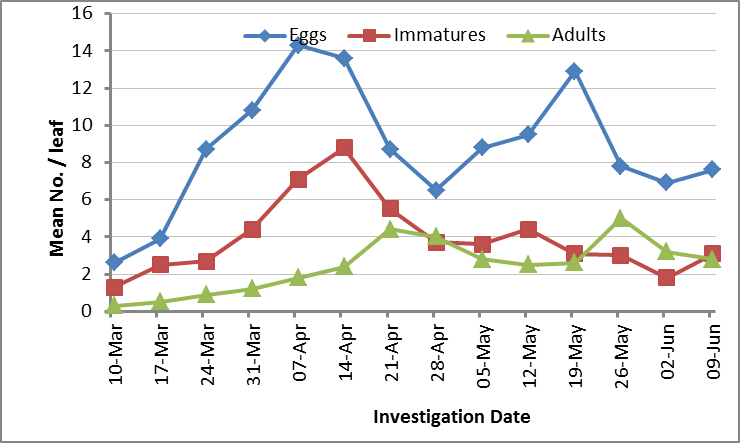 16
Eggs Immatures Adults
14
12
10
8
6
4
2
0
Mean No. / leaf
10-Mar 17-Mar 24-Mar 31-Mar 07-Apr 14-Apr 21-Apr 28-Apr 05-May 12-May 19-May 26-May 02-Jun 09-Jun
Investigation Date